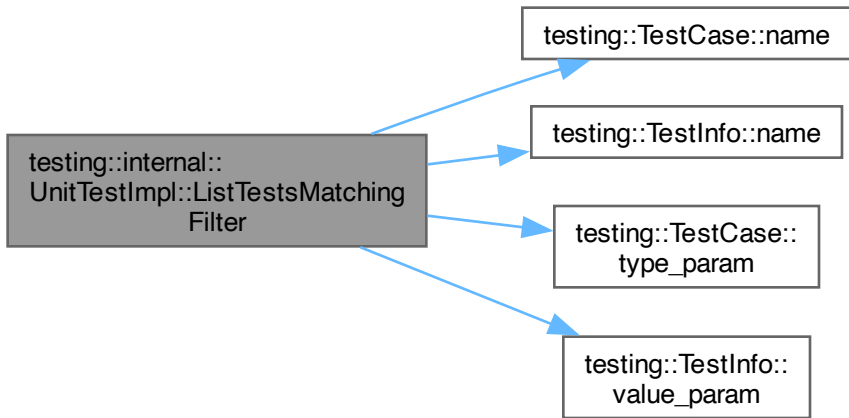 testing::TestCase::name
testing::TestInfo::name
testing::internal::
UnitTestImpl::ListTestsMatching
Filter
testing::TestCase::
type_param
testing::TestInfo::
value_param